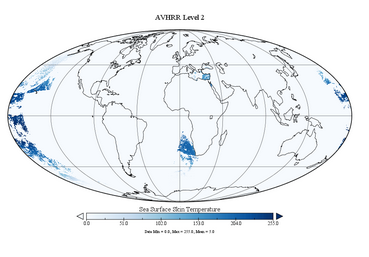 AVHRR Level 2
Sea Surface Skin Temperature
0.0 51.0 102.0 153.0 204.0 255.0
Data Min = 0.0, Max = 255.0, Mean = 5.0